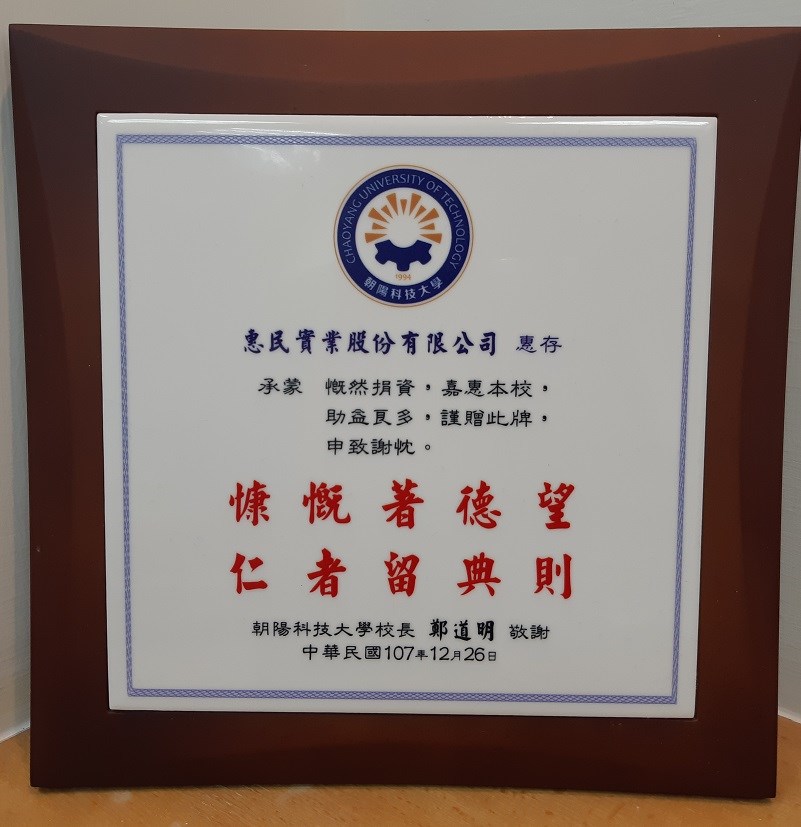 CHAOYANG UNIVERSITY OF TECHNOLOGY
1994
朝陽科技大學
惠民實業股份有限公司 惠存
承蒙 慨然捐資，嘉惠本校，
助益良多，謹贈此牌，
申致謝忱。
慷慨著德望
仁者留典則
朝陽科技大學校長 鄭道明 敬謝
中華民國107年12月26日